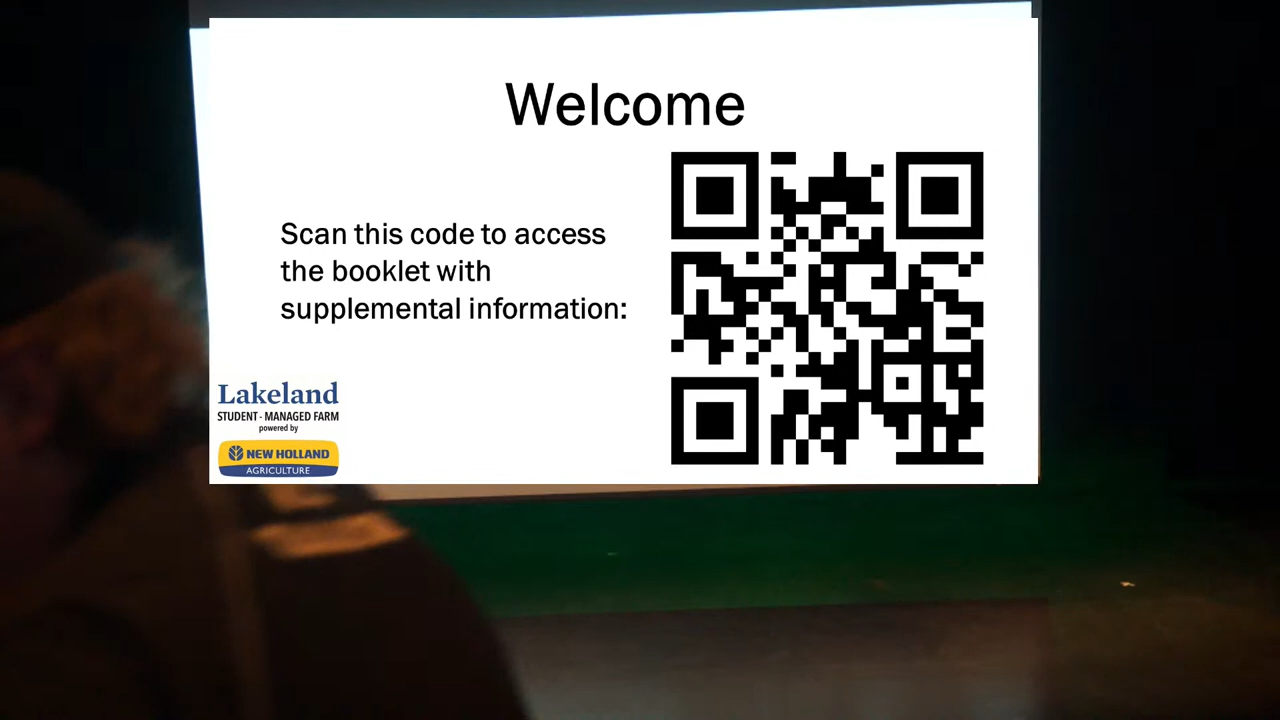 Welcome
Scan this code to access
the booklet with
supplemental information:
Lakeland
STUDENT - MANAGED FARM
powered by
NEW HOLLAND
AGRICULTURE